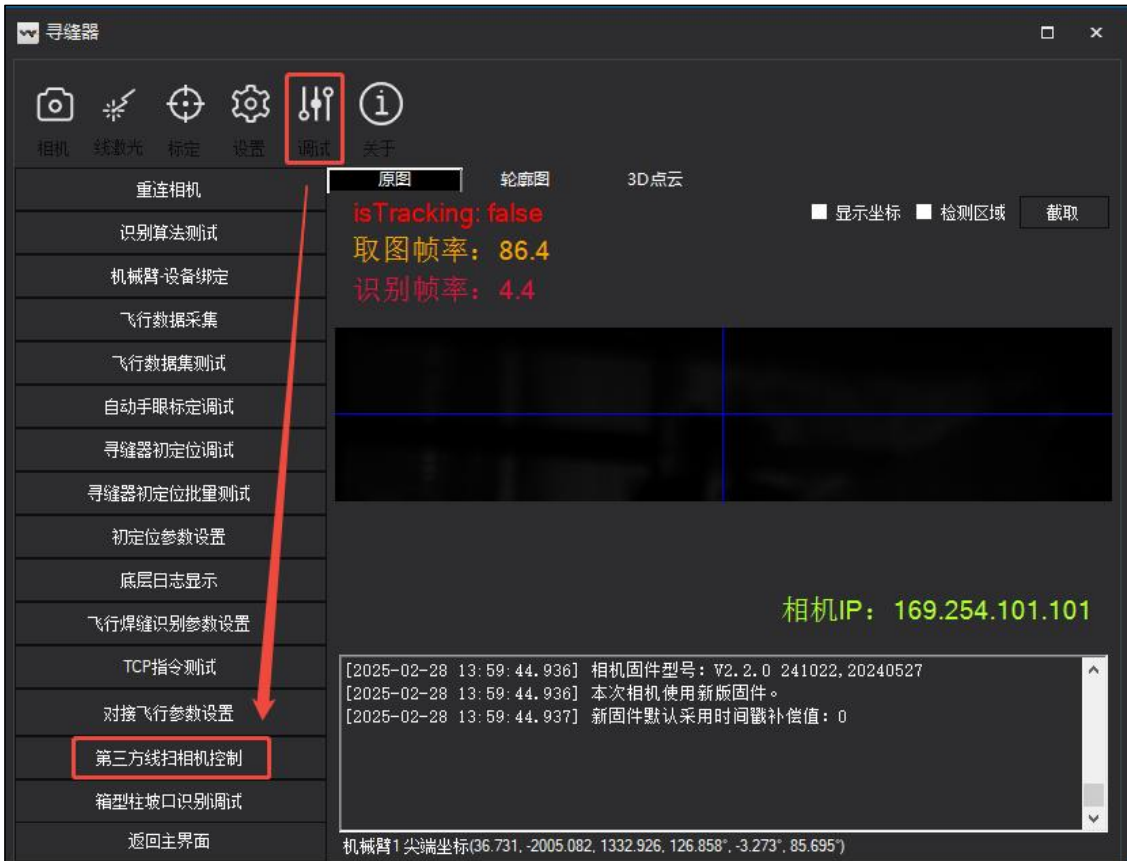 寻缝器
相机 线激光 标定 设置 调试 关于
重连相机
识别算法测试
机械臂-设备绑定
飞行数据采集
飞行数据集测试
自动手眼标定调试
寻缝器初定位调试
寻缝器初定位批量测试
初定位参数设置
底层日志显示
飞行焊缝识别参数设置
TCP指令测试
对接飞行参数设置
第三方线扫相机控制
箱型柱坡口识别调试
返回主界面
原图 轮廓图 3D点云
isTracking: false
显示坐标 检测区域 截取
取图帧率：86.4
识别帧率：4.4
相机IP：169.254.101.101
[2025-02-28 13:59:44.936] 相机固件型号：V2.2.0 241022,20240527
[2025-02-28 13:59:44.936] 本次相机使用新版固件。
[2025-02-28 13:59:44.937] 新固件默认采用时间戳补偿值：0
机械臂1尖端坐标(36.731, -2005.082, 1332.926, 126.858°, -3.273°, 85.695°)